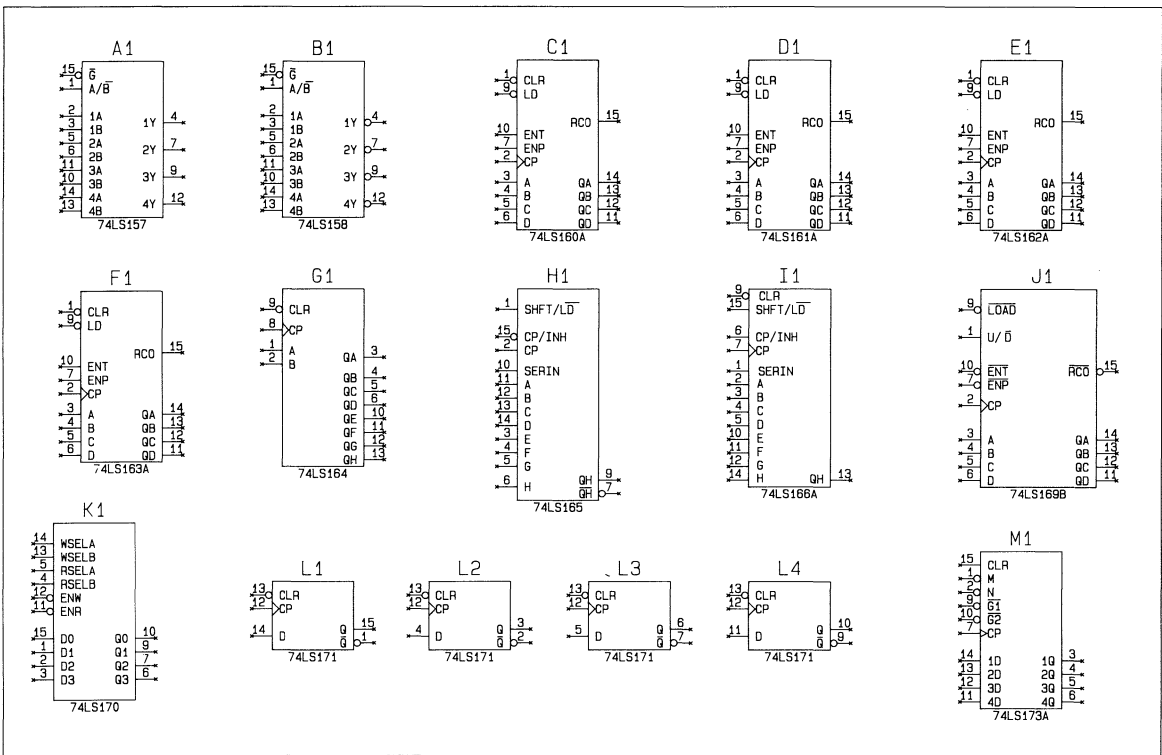 A1
15 G̅
1 A/B̅
2 1A
3 1B
5 2A
6 2B
11 3A
10 3B
14 4A
13 4B
1Y 4
2Y 7
3Y 9
4Y 12
74LS157
B1
15 G̅
1 A/B̅
2 1A
3 1B
5 2A
6 2B
11 3A
10 3B
14 4A
13 4B
1Y 4
2Y 7
3Y 9
4Y 12
74LS158
C1
1 CLR
9 LD
RCO 15
10 ENT
7 ENP
2 CP
3 A QA 14
4 B QB 13
5 C QC 12
6 D QD 11
74LS160A
D1
1 CLR
9 LD
RCO 15
10 ENT
7 ENP
2 CP
3 A QA 14
4 B QB 13
5 C QC 12
6 D QD 11
74LS161A
E1
1 CLR
9 LD
RCO 15
10 ENT
7 ENP
2 CP
3 A QA 14
4 B QB 13
5 C QC 12
6 D QD 11
74LS162A
F1
1 CLR
9 LD
RCO 15
10 ENT
7 ENP
2 CP
3 A QA 14
4 B QB 13
5 C QC 12
6 D QD 11
74LS163A
G1
9 CLR
8 CP
1 A
2 B
QA 3
QB 4
QC 5
QD 6
QE 10
QF 11
QG 12
QH 13
74LS164
H1
1 SHFT/L̅D̅
15 CP/INH
2 CP
10 SERIN
11 A
12 B
13 C
14 D
3 E
4 F
5 G
6 H
QH 9
Q̅H̅ 7
74LS165
I1
9 CLR
15 SHFT/L̅D̅
6 CP/INH
7 CP
1 SERIN
2 A
3 B
4 C
5 D
10 E
11 F
12 G
14 H
QH 13
74LS166A
J1
9 L̅O̅A̅D̅
1 U/D̅
10 E̅N̅T̅ R̅C̅O̅ 15
7 E̅N̅P̅
2 CP
3 A QA 14
4 B QB 13
5 C QC 12
6 D QD 11
74LS169B
K1
14 WSELA
13 WSELB
5 RSELA
4 RSELB
12 ENW
11 ENR
15 D0 Q0 10
1 D1 Q1 9
2 D2 Q2 7
3 D3 Q3 6
74LS170
L1
13 CLR
12 CP
Q 15
14 D Q̅ 1
74LS171
L2
13 CLR
12 CP
Q 3
4 D Q̅ 2
74LS171
L3
13 CLR
12 CP
Q 6
5 D Q̅ 7
74LS171
L4
13 CLR
12 CP
Q 10
11 D Q̅ 9
74LS171
M1
15 CLR
1 M
2 N
9 G̅1̅
10 G̅2̅
7 CP
14 1D 1Q 3
13 2D 2Q 4
12 3D 3Q 5
11 4D 4Q 6
74LS173A